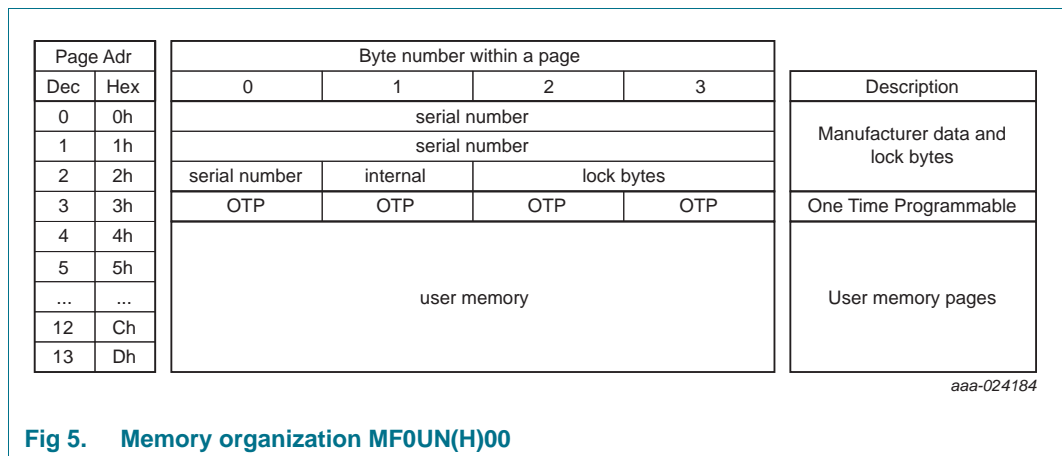 Page Adr Byte number within a page
Dec Hex 0 1 2 3 Description
0 0h serial number
Manufacturer data and
1 1h serial number
lock bytes
2 2h serial number internal lock bytes
3 3h OTP OTP OTP OTP One Time Programmable
4 4h
5 5h
... ... user memory User memory pages
12 Ch
13 Dh
aaa-024184
Fig 5. Memory organization MF0UN(H)00